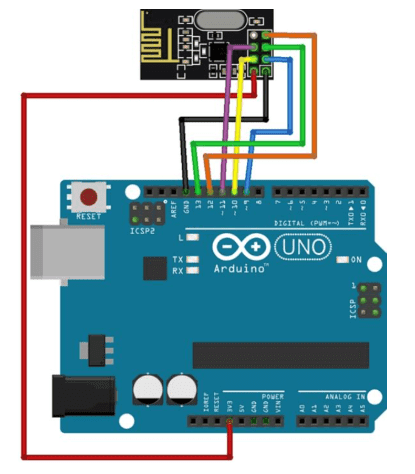 AREF
GND
13
12
~11
~10
~9
8
7
~6
~5
4
~3
2
TX▶1
RX◀0
RESET
ICSP2
DIGITAL (PWM~)
L
TX
RX
Arduino™
UNO
ON
ICSP
1
IOREF
RESET
3V3
5V
GND
GND
VIN
POWER
ANALOG IN
A0
A1
A2
A3
A4
A5